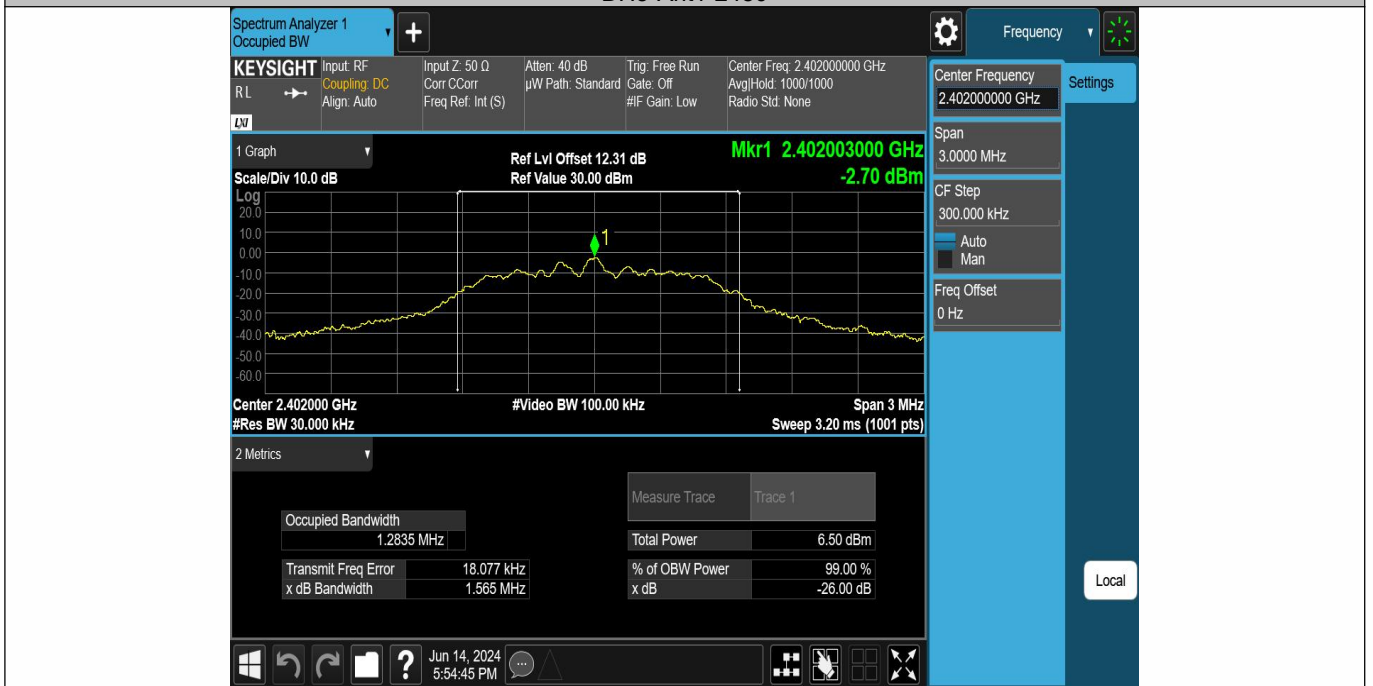 Spectrum Analyzer 1
Occupied BW
+
Frequency
KEYSIGHT
RL
LXI
Input: RF
Coupling: DC
Align: Auto
Input Z: 50 Ω
Corr CCorr
Freq Ref: Int (S)
Atten: 40 dB
µW Path: Standard
Trig: Free Run
Gate: Off
#IF Gain: Low
Center Freq: 2.402000000 GHz
Avg|Hold: 1000/1000
Radio Std: None
Center Frequency
2.402000000 GHz
Settings
Span
3.0000 MHz
CF Step
300.000 kHz
Auto
Man
Freq Offset
0 Hz
Local
1 Graph
Scale/Div 10.0 dB
Ref Lvl Offset 12.31 dB
Ref Value 30.00 dBm
Mkr1 2.402003000 GHz
-2.70 dBm
Log
20.0
10.0
0.00
-10.0
-20.0
-30.0
-40.0
-50.0
-60.0
1
Center 2.402000 GHz
#Video BW 100.00 kHz
Span 3 MHz
#Res BW 30.000 kHz
Sweep 3.20 ms (1001 pts)
2 Metrics
Measure Trace Trace 1
Occupied Bandwidth
1.2835 MHz
Total Power 6.50 dBm
Transmit Freq Error 18.077 kHz
% of OBW Power 99.00 %
x dB Bandwidth 1.565 MHz
x dB -26.00 dB
?
Jun 14, 2024
5:54:45 PM